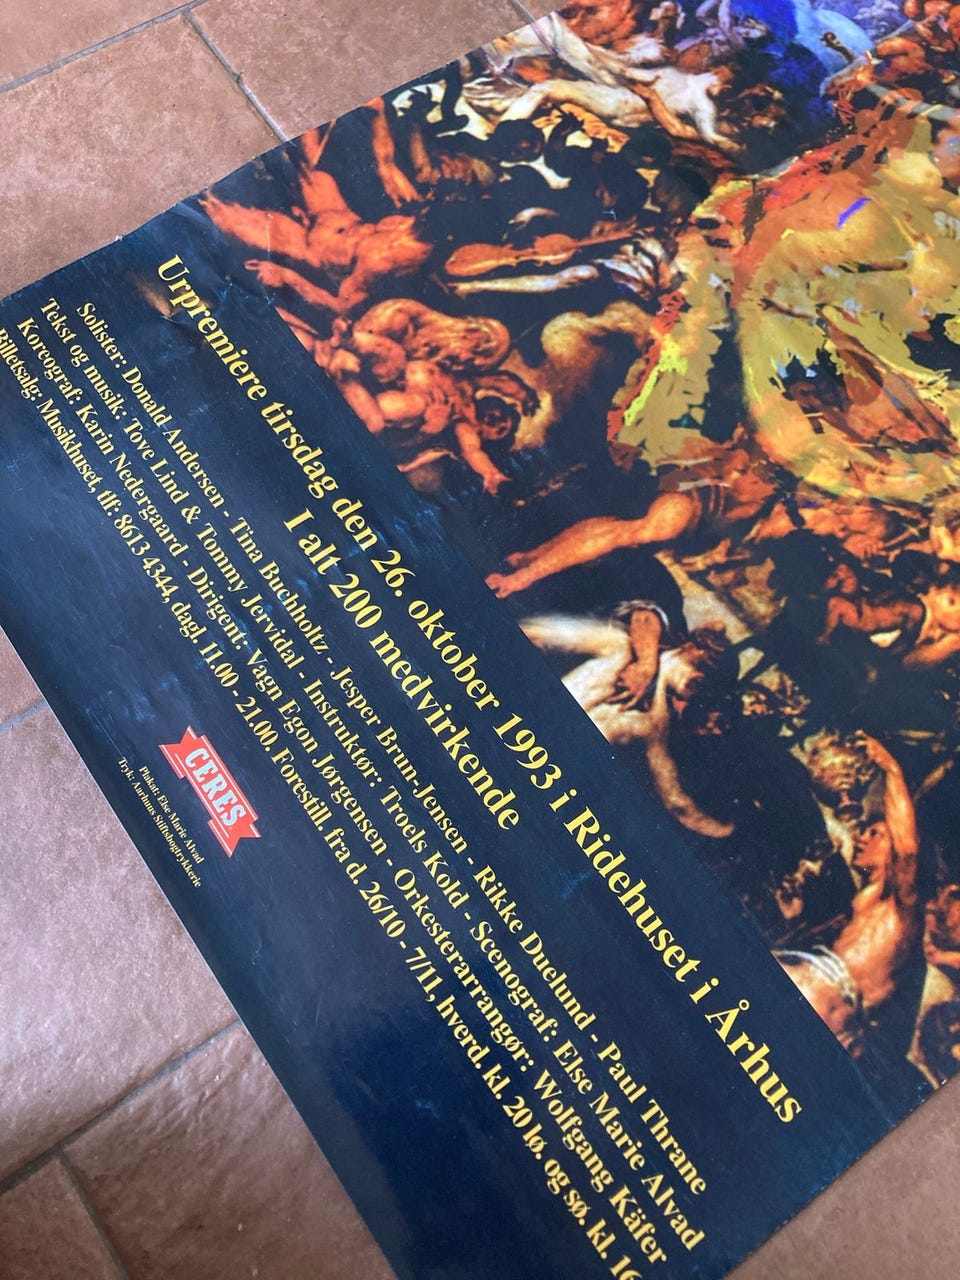 Urpremiere tirsdag den 26. oktober 1993 i Ridehuset i Århus
I alt 200 medvirkende
Solister: Donald Andersen - Tina Buchholtz - Jesper Brun-Jensen - Rikke Duelund - Paul Thrane
Tekst og musik: Tove Lind & Tommy Jervidal - Instruktør: Troels Kold - Scenograf: Else Marie Alvad
Koreograf: Karin Nedergaard - Dirigent: Vagn Egon Jørgensen - Orkesterarrangør: Wolfgang Käfer
Billetsalg: Musikhuset, tlf: 8613 4344, dagl. 11.00 - 21.00. Forestill. fra d. 26/10 - 7/11, hverd. kl. 20 lø. og sø. kl. 16
CERES
Plakat: Else Marie Alvad
Tryk: Aarhuus Stiftsbogtrykkerie